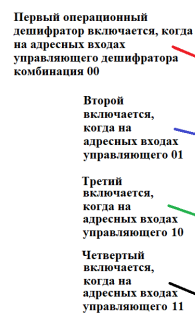 Первый операционный
дешифратор включается, когда
на адресных входах
управляющего дешифратора
комбинация 00
Второй
включается,
когда на
адресных входах
управляющего 01
Третий
включается,
когда на
адресных входах
управляющего 10
Четвертый
включается,
когда на
адресных входах
управляющего 11